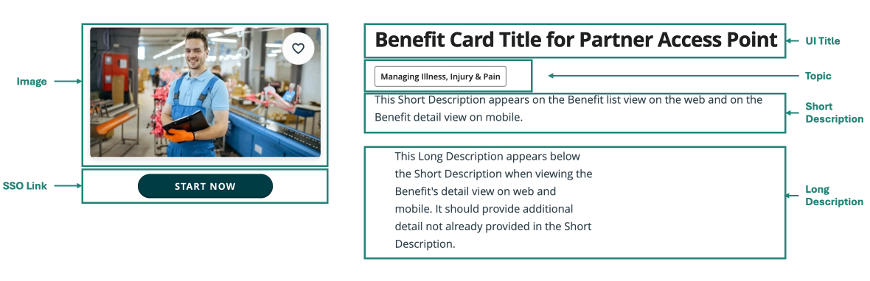 Image
SSO Link
START NOW
Benefit Card Title for Partner Access Point
Managing Illness, Injury & Pain
This Short Description appears on the Benefit list view on the web and on the
Benefit detail view on mobile.
This Long Description appears below
the Short Description when viewing the
Benefit's detail view on web and
mobile. It should provide additional
detail not already provided in the Short
Description.
UI Title
Topic
Short
Description
Long
Description